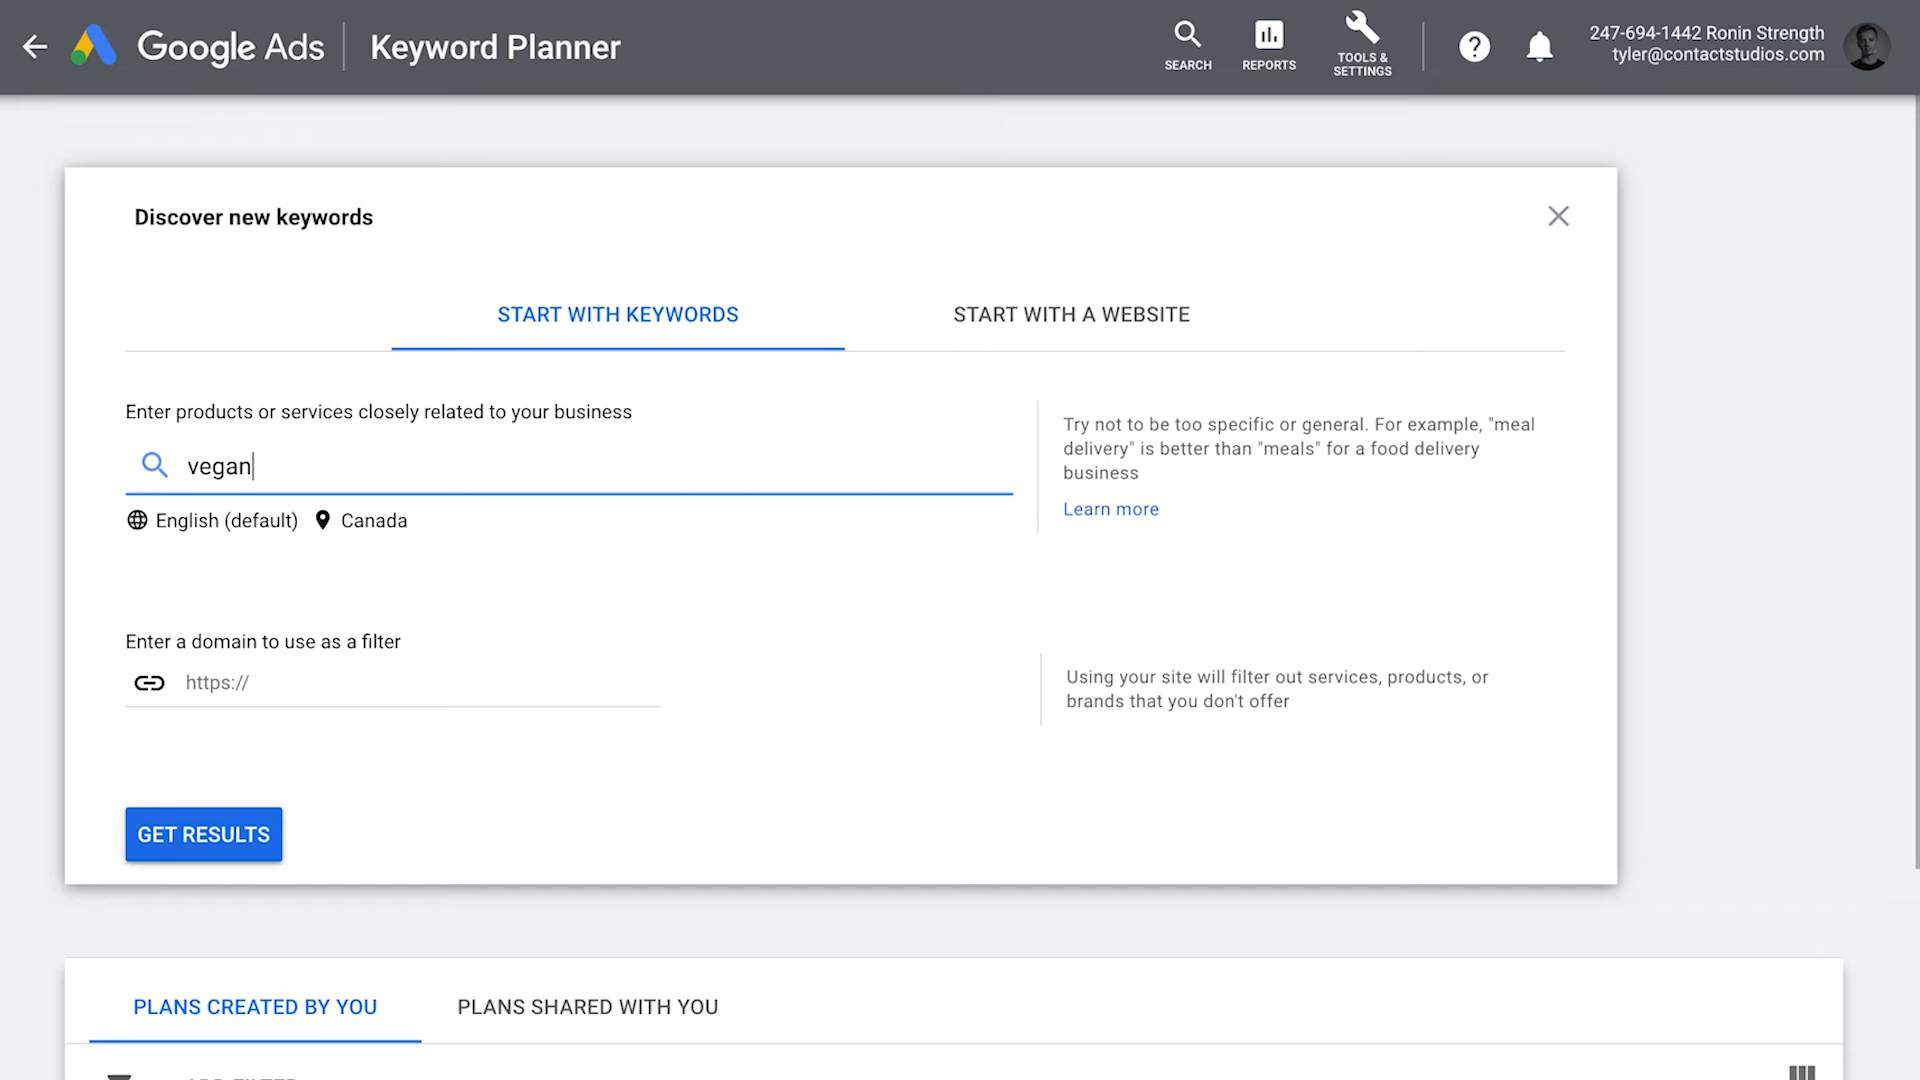 Google Ads
Keyword Planner
SEARCH
REPORTS
TOOLS &
SETTINGS
247-694-1442 Ronin Strength
tyler@contactstudios.com
Discover new keywords
START WITH KEYWORDS
START WITH A WEBSITE
Enter products or services closely related to your business
vegan
English (default)
Canada
Try not to be too specific or general. For example, "meal
delivery" is better than "meals" for a food delivery
business
Learn more
Enter a domain to use as a filter
https://
Using your site will filter out services, products, or
brands that you don't offer
GET RESULTS
PLANS CREATED BY YOU
PLANS SHARED WITH YOU
ADD FILTER